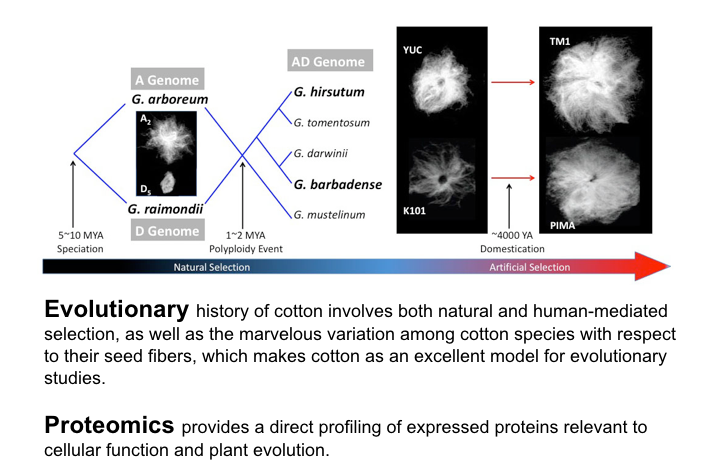 AD Genome
A Genome
G. arboreum
A2
D5
G. raimondii
D Genome
G. hirsutum
G. tomentosum
G. darwinii
G. barbadense
G. mustelinum
YUC
TM1
K101
PIMA
5~10 MYA
Speciation
1~2 MYA
Polyploidy Event
~4000 YA
Domestication
Natural Selection
Artificial Selection
Evolutionary history of cotton involves both natural and human-mediated
selection, as well as the marvelous variation among cotton species with respect
to their seed fibers, which makes cotton as an excellent model for evolutionary
studies.
Proteomics provides a direct profiling of expressed proteins relevant to
cellular function and plant evolution.